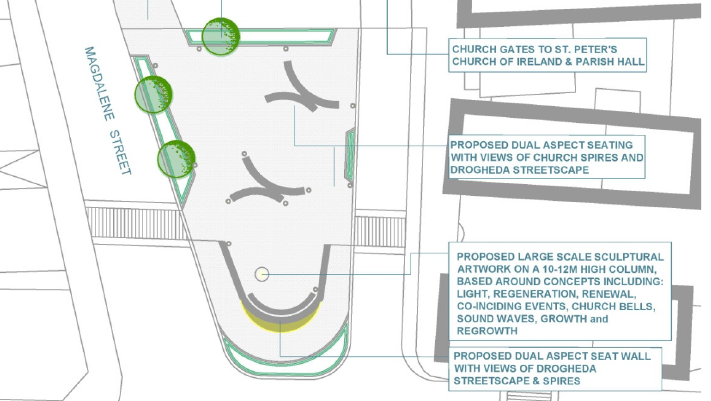 MAGDALENE STREET
CHURCH GATES TO ST. PETER'S
CHURCH OF IRELAND & PARISH HALL
PROPOSED DUAL ASPECT SEATING
WITH VIEWS OF CHURCH SPIRES AND
DROGHEDA STREETSCAPE
PROPOSED LARGE SCALE SCULPTURAL
ARTWORK ON A 10-12M HIGH COLUMN,
BASED AROUND CONCEPTS INCLUDING:
LIGHT, REGENERATION, RENEWAL,
CO-INCIDING EVENTS, CHURCH BELLS,
SOUND WAVES, GROWTH and
REGROWTH
PROPOSED DUAL ASPECT SEAT WALL
WITH VIEWS OF DROGHEDA
STREETSCAPE & SPIRES